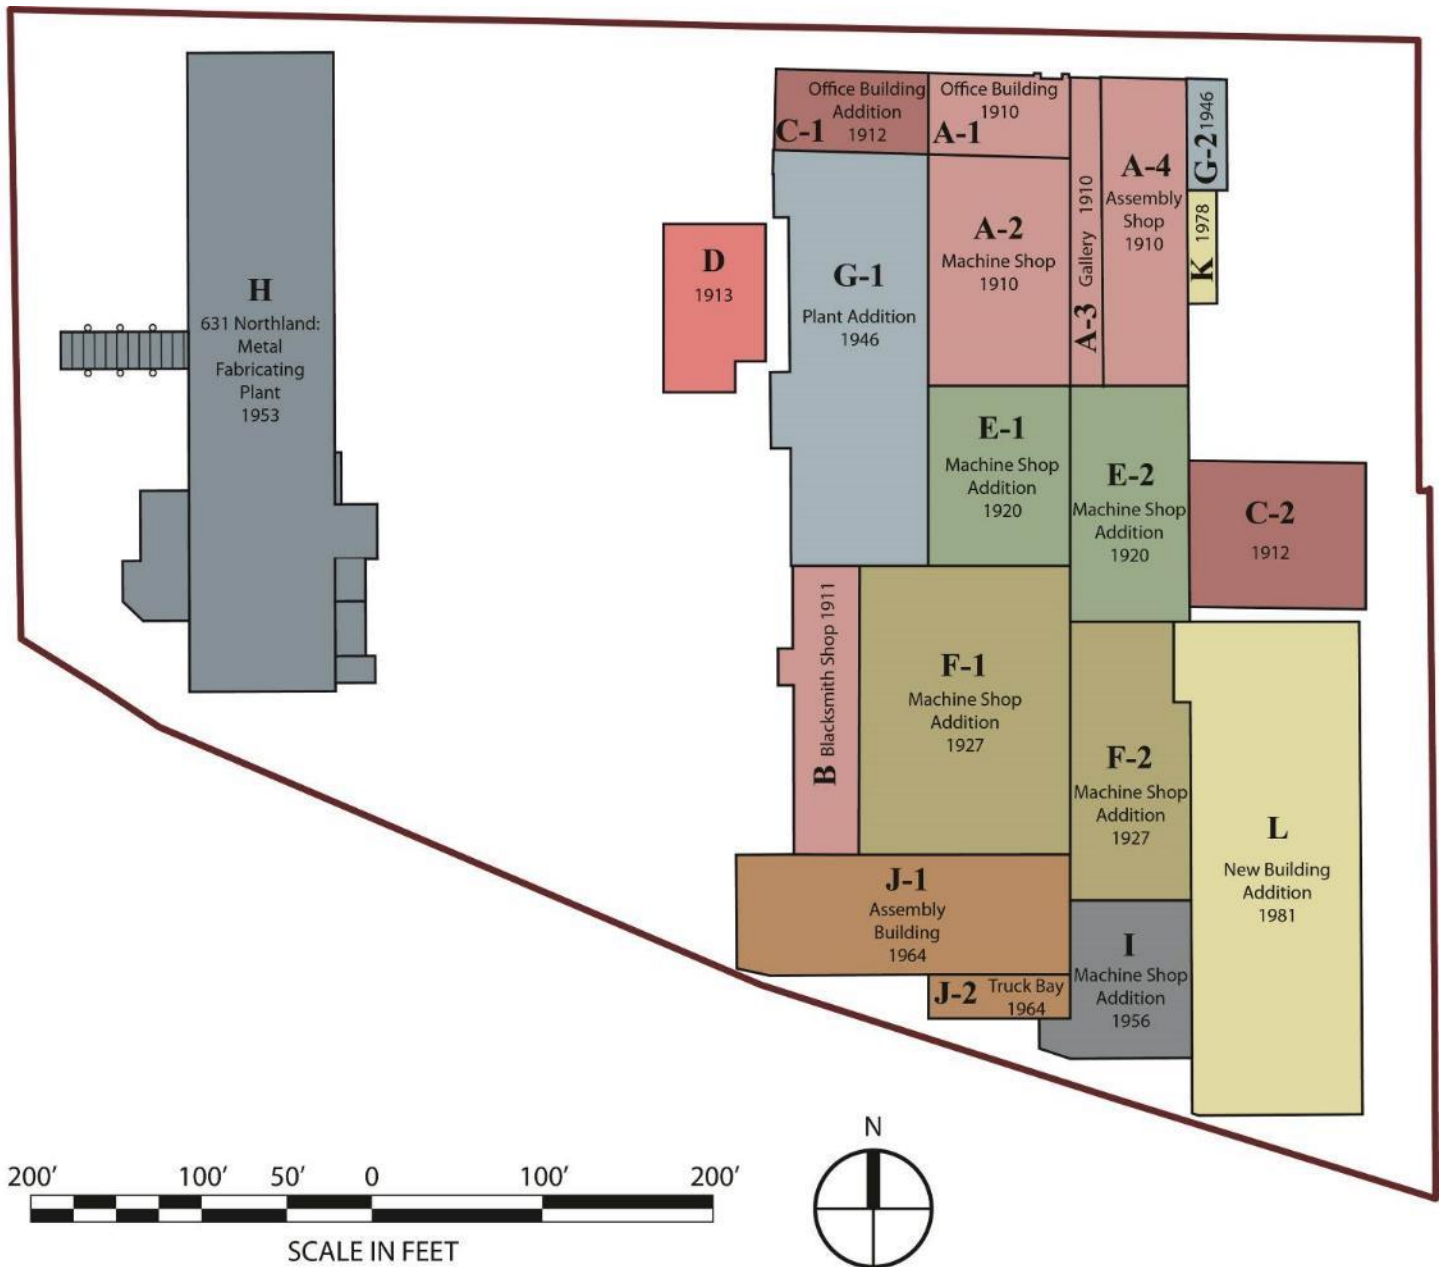 Office Building
Addition
1912
C-1
Office Building
1910
A-1
A-3 Gallery 1910
A-4
Assembly
Shop
1910
G-2 1946
K 1978
A-2
Machine Shop
1910
D
1913
G-1
Plant Addition
1946
H
631 Northland:
Metal
Fabricating
Plant
1953
E-1
Machine Shop
Addition
1920
E-2
Machine Shop
Addition
1920
C-2
1912
B Blacksmith Shop 1911
F-1
Machine Shop
Addition
1927
F-2
Machine Shop
Addition
1927
L
New Building
Addition
1981
J-1
Assembly
Building
1964
J-2 Truck Bay
1964
I
Machine Shop
Addition
1956
N
200' 100' 50' 0 100' 200'
SCALE IN FEET